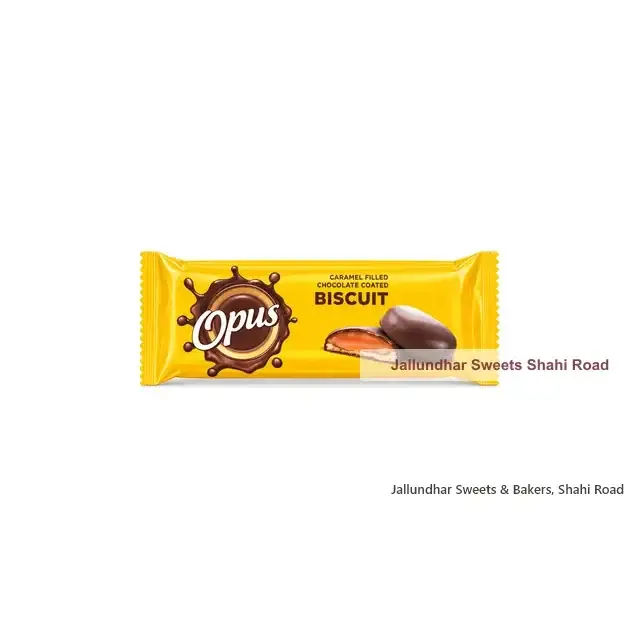 CARAMEL FILLED
CHOCOLATE COATED
BISCUIT
Opus
Jallundhar Sweets Shahi Road
Jallundhar Sweets & Bakers, Shahi Road